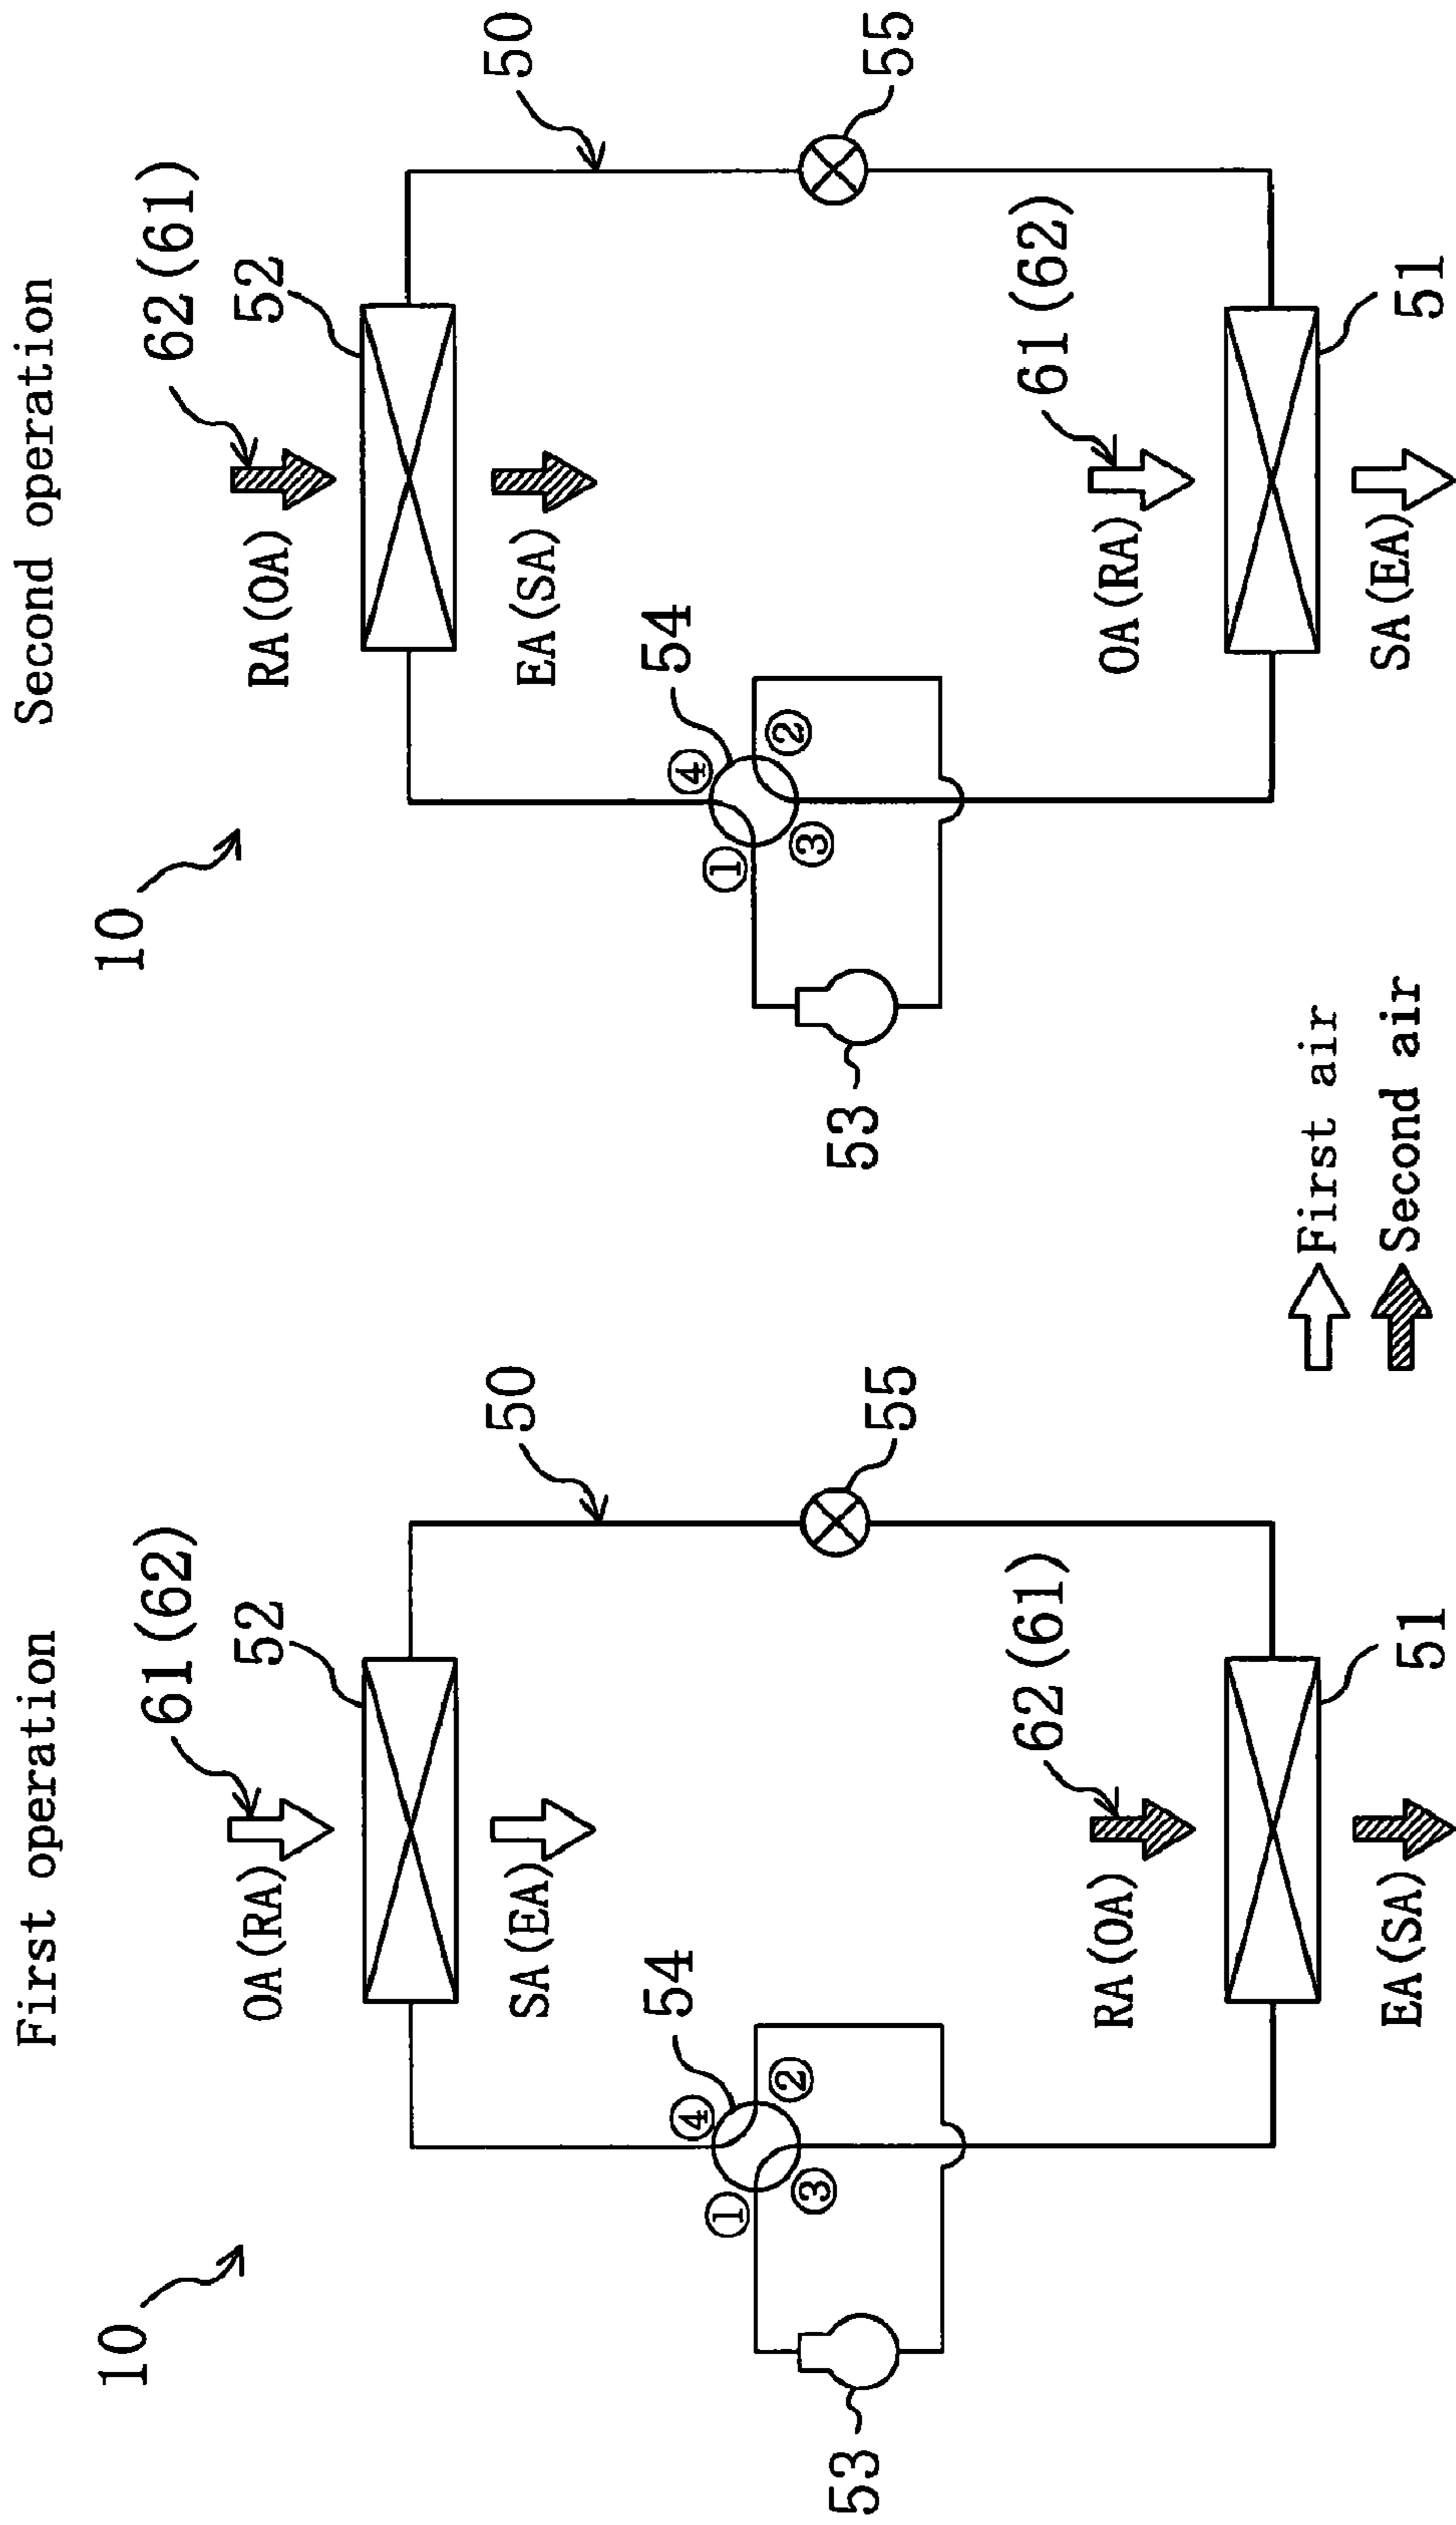 First operation
10
61(62)
OA(RA)
52
50
SA(EA)
54
④
①
②
③
53
55
62(61)
RA(OA)
51
EA(SA)
Second operation
10
62(61)
RA(OA)
52
50
EA(SA)
54
④
①
②
③
53
55
61(62)
OA(RA)
51
SA(EA)
First air
Second air